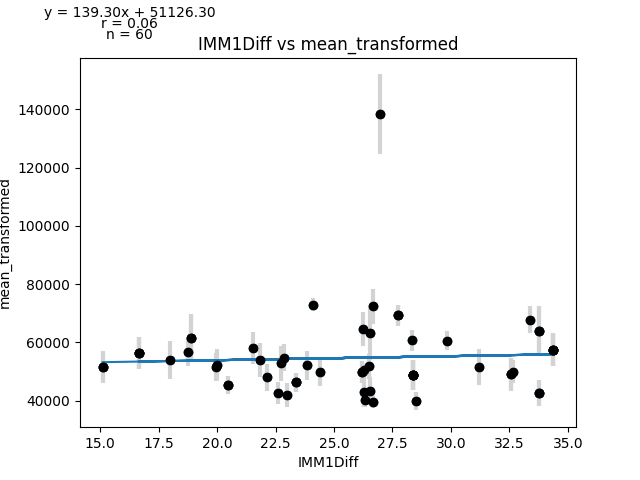 y = 139.30x + 51126.30
r = 0.06
n = 60
IMM1Diff vs mean_transformed
mean_transformed
140000
120000
100000
80000
60000
40000
15.0 17.5 20.0 22.5 25.0 27.5 30.0 32.5 35.0
IMM1Diff